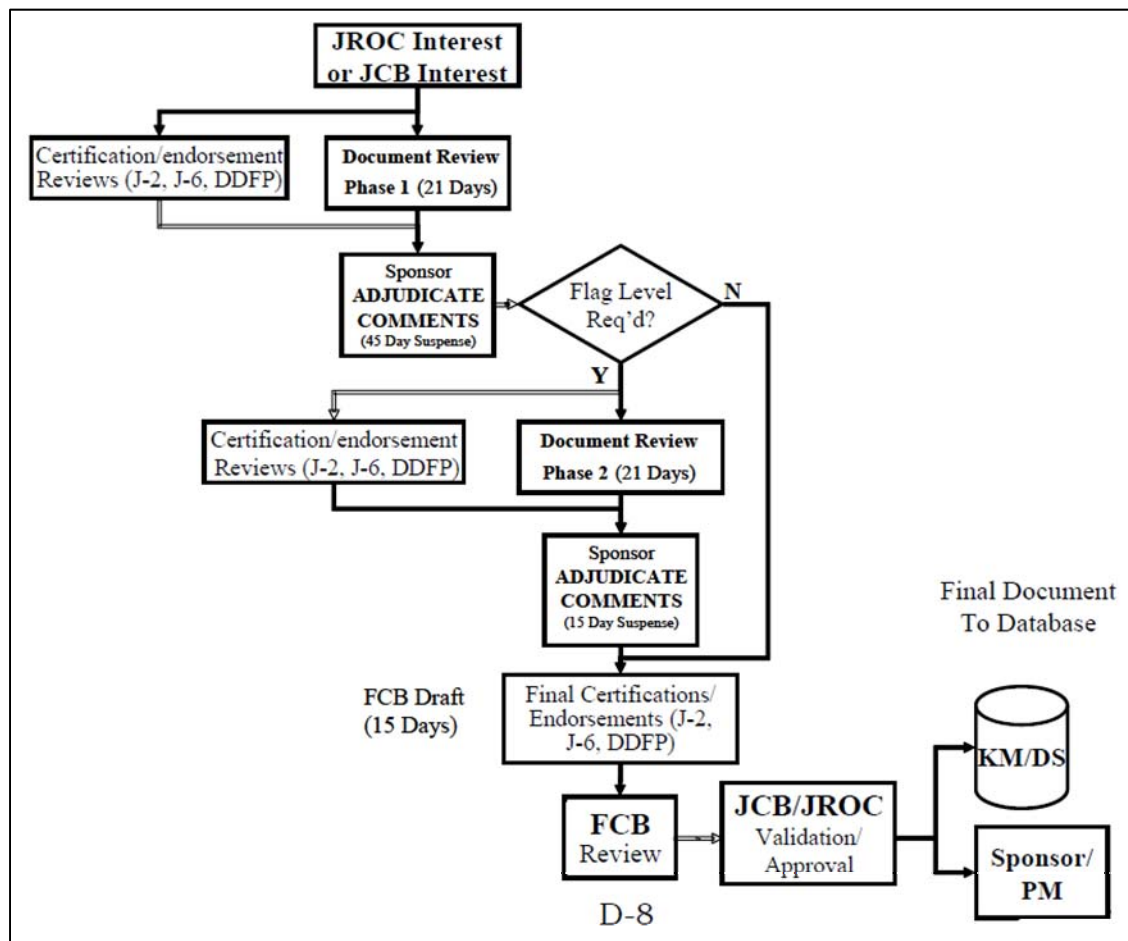 JROC Interest
or JCB Interest
Certification/endorsement
Reviews (J-2, J-6, DDFP)
Document Review
Phase 1 (21 Days)
Sponsor
ADJUDICATE
COMMENTS
(45 Day Suspense)
Flag Level
Req'd?
N
Y
Certification/endorsement
Reviews (J-2, J-6, DDFP)
Document Review
Phase 2 (21 Days)
Sponsor
ADJUDICATE
COMMENTS
(15 Day Suspense)
Final Document
To Database
FCB Draft
(15 Days)
Final Certifications/
Endorsements (J-2,
J-6, DDFP)
KM/DS
FCB
Review
JCB/JROC
Validation/
Approval
Sponsor/
PM
D-8